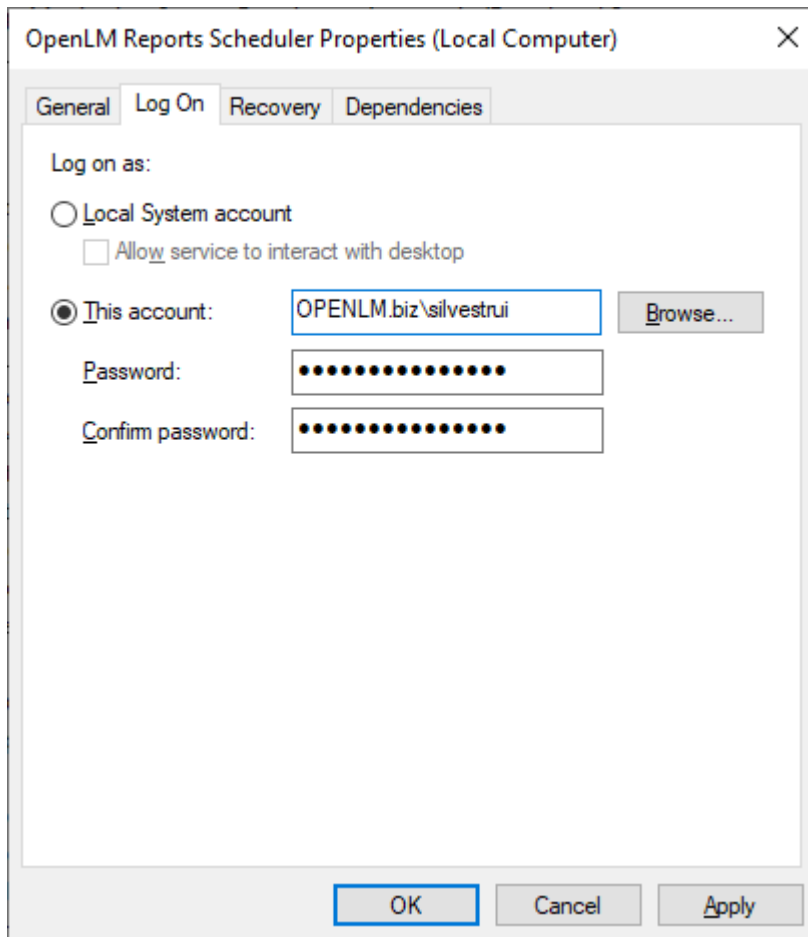 OpenLM Reports Scheduler Properties (Local Computer)
General Log On Recovery Dependencies
Log on as:
Local System account
Allow service to interact with desktop
This account: OPENLM.biz\silvestrui Browse...
Password: ●●●●●●●●●●●●●●●
Confirm password: ●●●●●●●●●●●●●●●
OK Cancel Apply